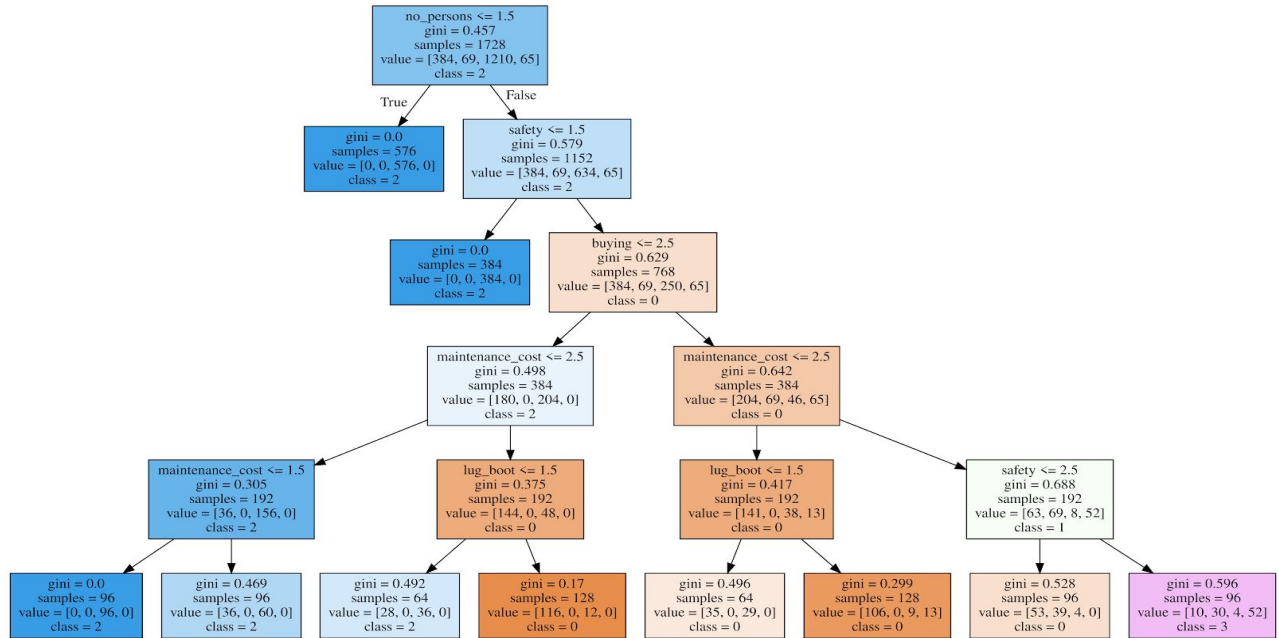 no_persons <= 1.5
gini = 0.457
samples = 1728
value = [384, 69, 1210, 65]
class = 2
True
False
gini = 0.0
samples = 576
value = [0, 0, 576, 0]
class = 2
safety <= 1.5
gini = 0.579
samples = 1152
value = [384, 69, 634, 65]
class = 2
gini = 0.0
samples = 384
value = [0, 0, 384, 0]
class = 2
buying <= 2.5
gini = 0.629
samples = 768
value = [384, 69, 250, 65]
class = 0
maintenance_cost <= 2.5
gini = 0.498
samples = 384
value = [180, 0, 204, 0]
class = 2
maintenance_cost <= 2.5
gini = 0.642
samples = 384
value = [204, 69, 46, 65]
class = 0
maintenance_cost <= 1.5
gini = 0.305
samples = 192
value = [36, 0, 156, 0]
class = 2
lug_boot <= 1.5
gini = 0.375
samples = 192
value = [144, 0, 48, 0]
class = 0
lug_boot <= 1.5
gini = 0.417
samples = 192
value = [141, 0, 38, 13]
class = 0
safety <= 2.5
gini = 0.688
samples = 192
value = [63, 69, 8, 52]
class = 1
gini = 0.0
samples = 96
value = [0, 0, 96, 0]
class = 2
gini = 0.469
samples = 96
value = [36, 0, 60, 0]
class = 2
gini = 0.492
samples = 64
value = [28, 0, 36, 0]
class = 2
gini = 0.17
samples = 128
value = [116, 0, 12, 0]
class = 0
gini = 0.496
samples = 64
value = [35, 0, 29, 0]
class = 0
gini = 0.299
samples = 128
value = [106, 0, 9, 13]
class = 0
gini = 0.528
samples = 96
value = [53, 39, 4, 0]
class = 0
gini = 0.596
samples = 96
value = [10, 30, 4, 52]
class = 3